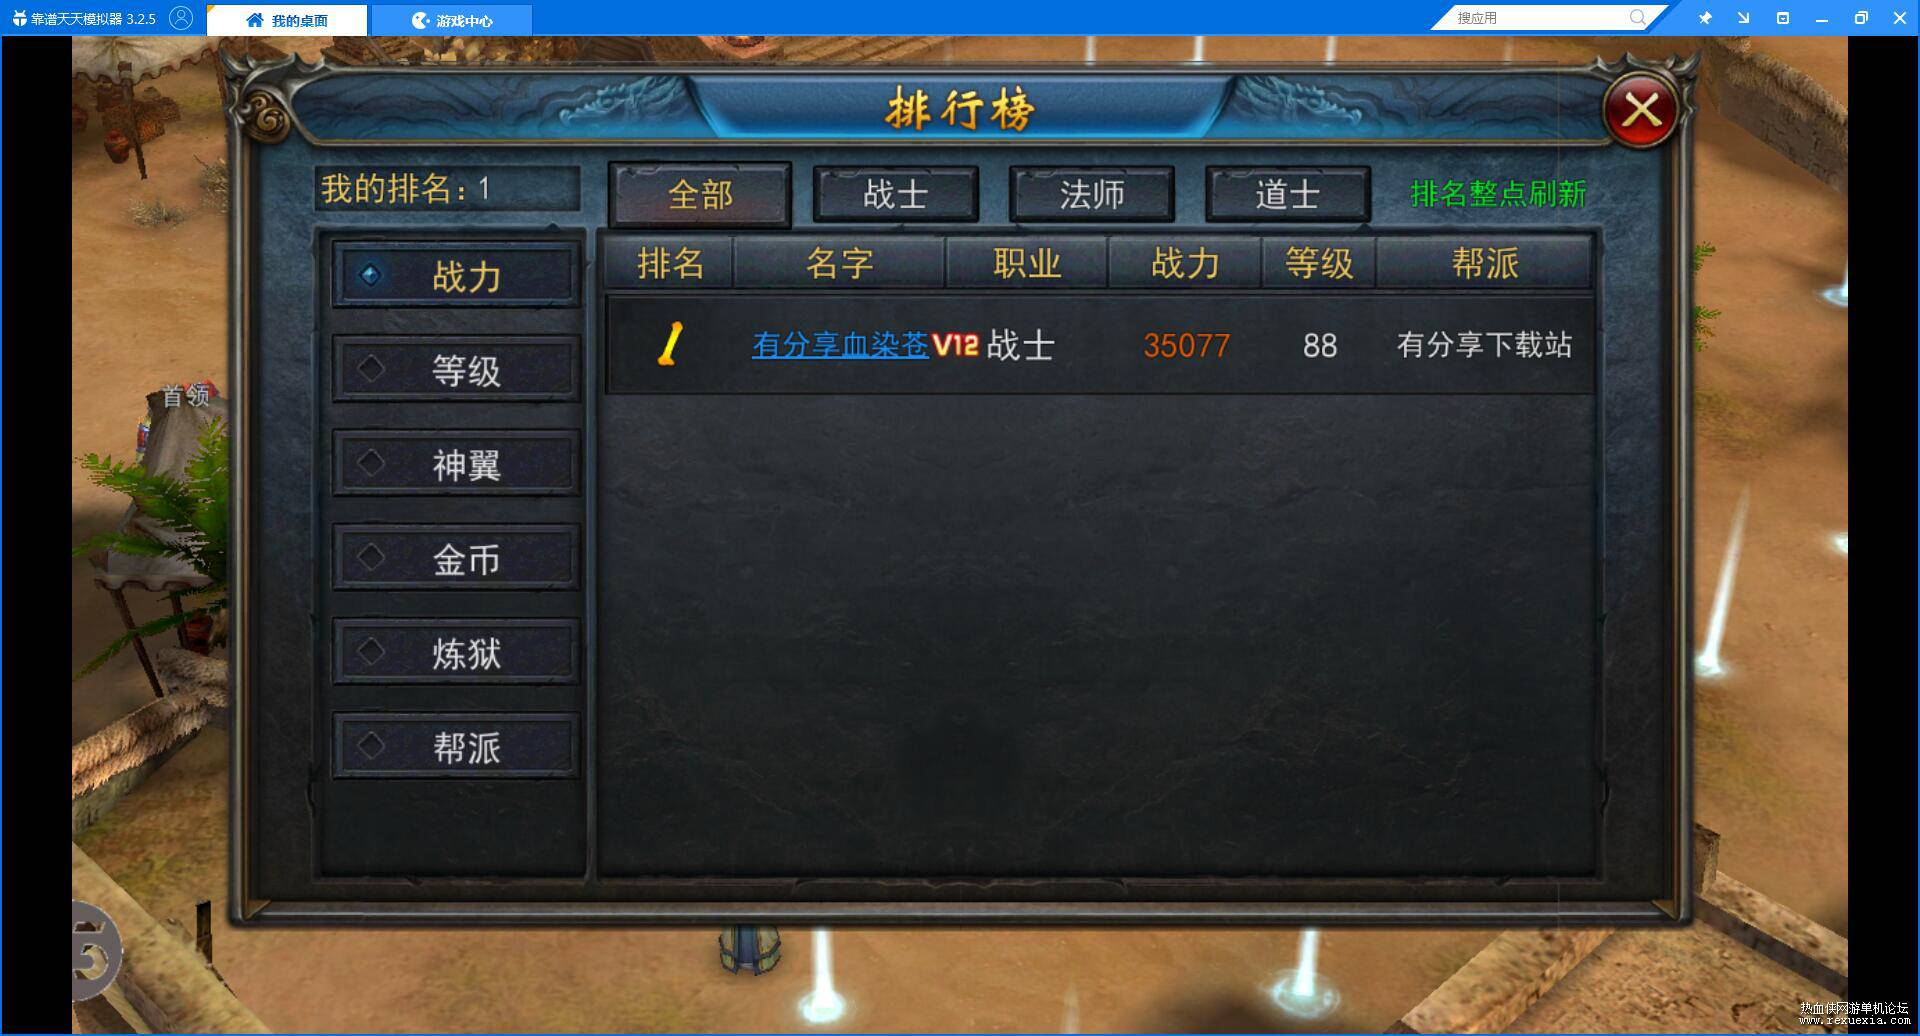 靠谱天天模拟器 3.2.5
我的桌面
游戏中心
搜应用
排行榜
我的排名:1
全部
战士
法师
道士
排名整点刷新
排名 名字 职业 战力 等级 帮派
1 有分享血染苍V12 战士 35077 88 有分享下载站
战力
等级
神翼
金币
炼狱
帮派
首领
5
热血侠网游单机论坛
www.rexuexia.com